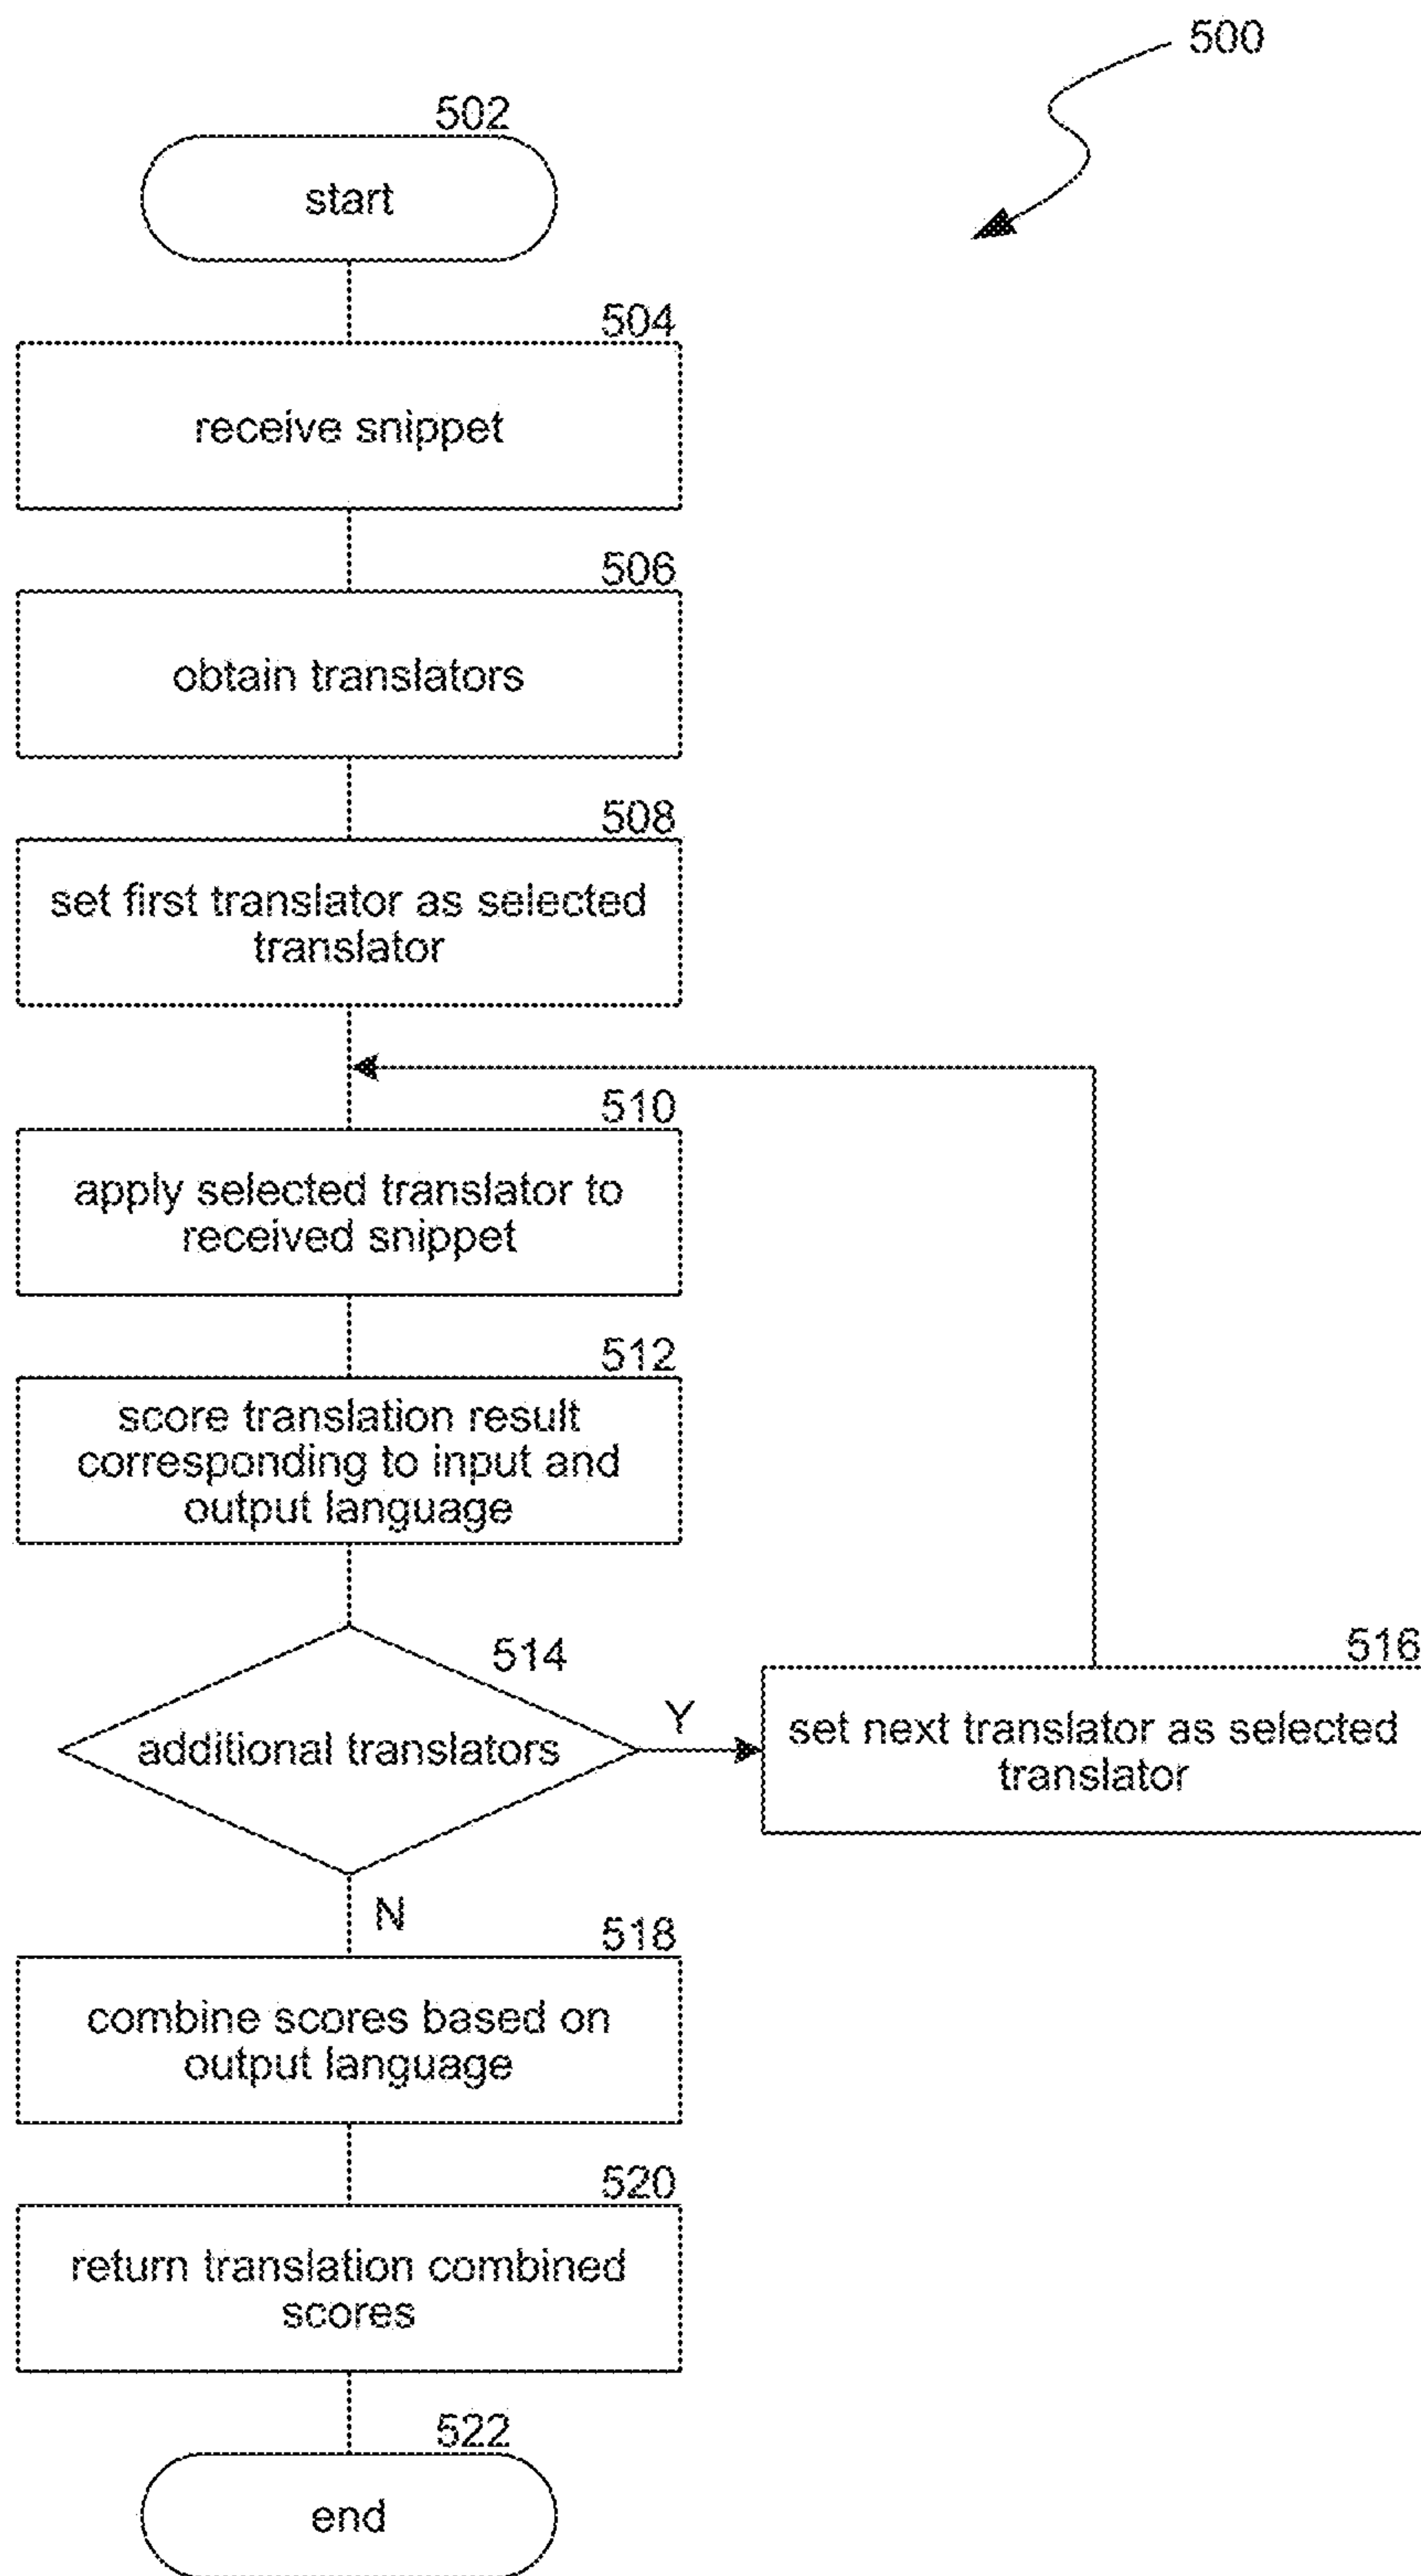 500
502
start
504
receive snippet
506
obtain translators
508
set first translator as selected
translator
510
apply selected translator to
received snippet
512
score translation result
corresponding to input and
output language
514
additional translators
Y
516
set next translator as selected
translator
N
518
combine scores based on
output language
520
return translation combined
scores
522
end